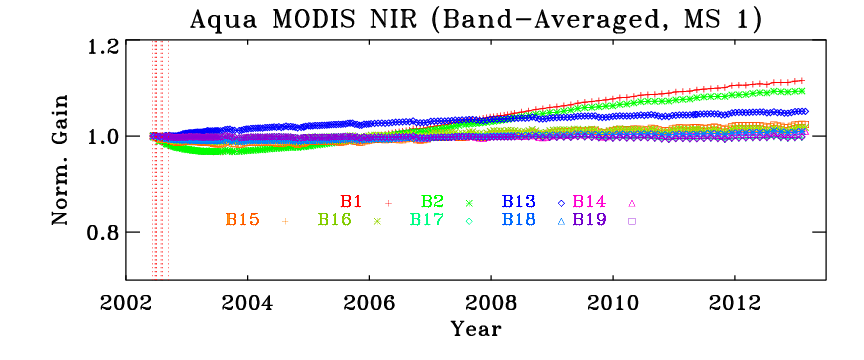 Aqua MODIS NIR (Band-Averaged, MS 1)
1.2
1.0
0.8
Norm. Gain
B1 B2 B13 B14
B15 B16 B17 B18 B19
2002 2004 2006 2008 2010 2012
Year